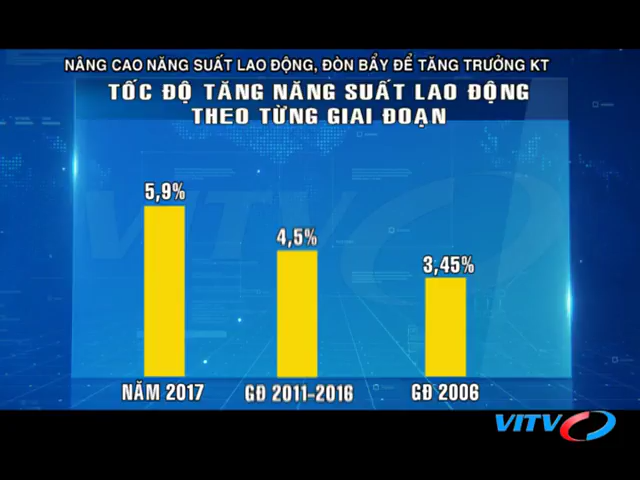 NÂNG CAO NĂNG SUẤT LAO ĐỘNG, ĐÒN BẨY ĐỂ TĂNG TRƯỞNG KT
TỐC ĐỘ TĂNG NĂNG SUẤT LAO ĐỘNG
THEO TỪNG GIAI ĐOẠN
5,9%
4,5%
3,45%
NĂM 2017
GĐ 2011-2016
GĐ 2006
VITV
VITV